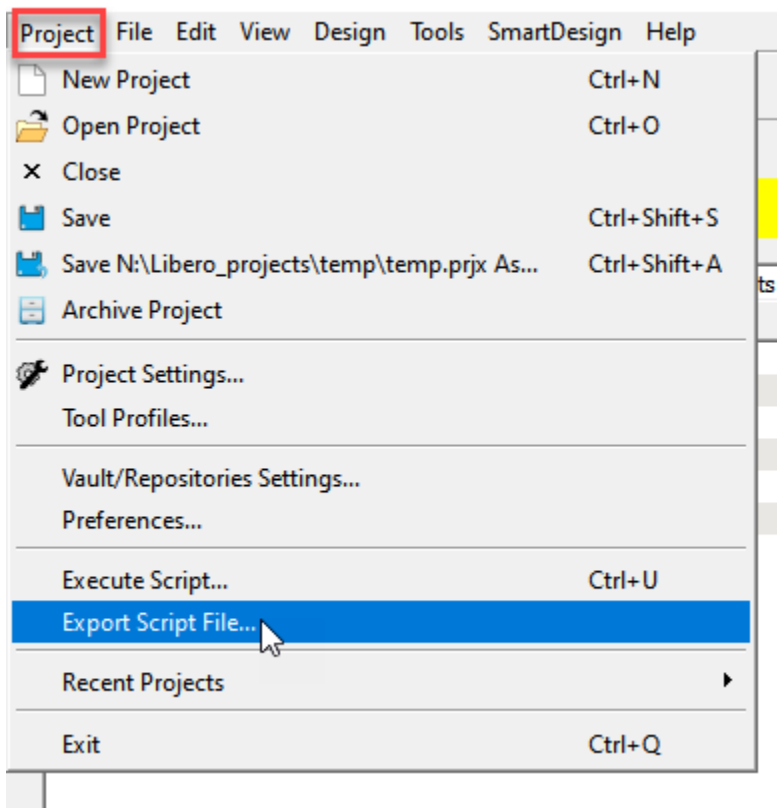 Project File Edit View Design Tools SmartDesign Help
New Project Ctrl+N
Open Project Ctrl+O
Close
Save Ctrl+Shift+S
Save N:\Libero_projects\temp\temp.prjx As... Ctrl+Shift+A
ts
Archive Project
Project Settings...
Tool Profiles...
Vault/Repositories Settings...
Preferences...
Execute Script... Ctrl+U
Export Script File...
Recent Projects
Exit Ctrl+Q